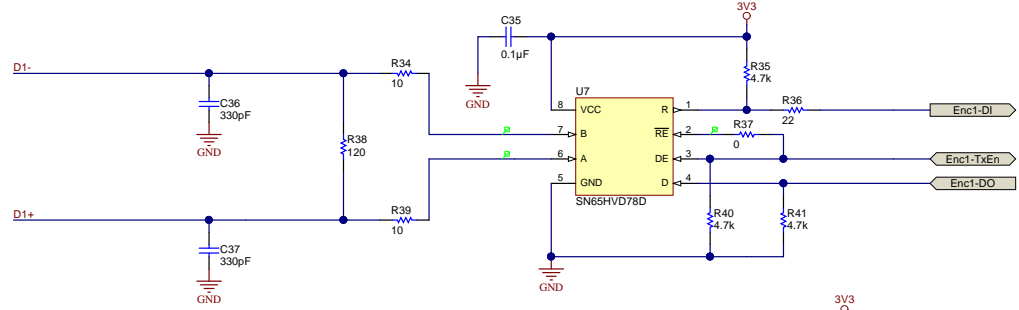 3V3
C35
0.1µF
GND
D1-
R34
10
R35
4.7k
C36
330pF
GND
R38
120
U7
8 VCC R 1
R36
22
Enc1-DI
7 B RE 2
R37
0
6 A DE 3
Enc1-TxEn
5 GND D 4
Enc1-DO
SN65HVD78D
D1+
R39
10
R40
4.7k
R41
4.7k
C37
330pF
GND
GND
3V3